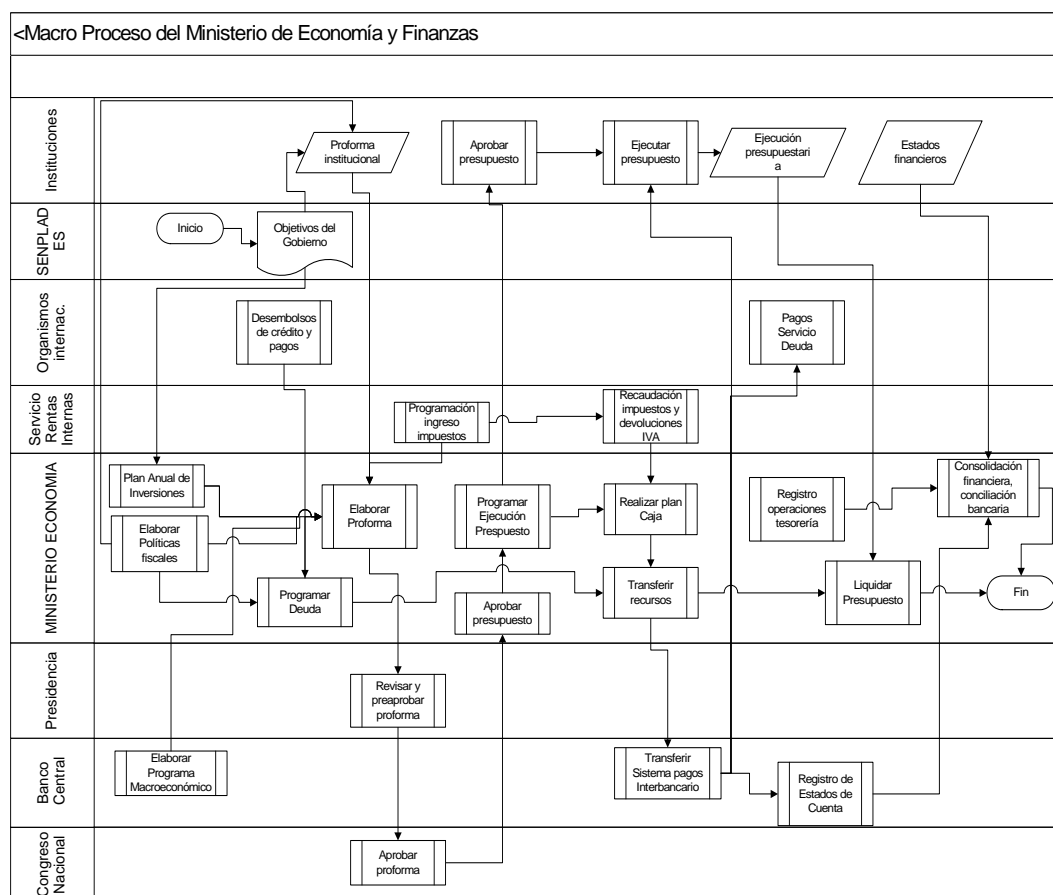 <Macro Proceso del Ministerio de Economía y Finanzas
Instituciones
Proforma
institucional
Aprobar
presupuesto
Ejecutar
presupuesto
Ejecución
presupuestari
a
Estados
financieros
SENPLAD
ES
Inicio
Objetivos del
Gobierno
Organismos
internac.
Desembolsos
de crédito y
pagos
Pagos
Servicio
Deuda
Servicio
Rentas
Internas
Programación
ingreso
impuestos
Recaudación
impuestos y
devoluciones
IVA
MINISTERIO ECONOMIA
Plan Anual de
Inversiones
Elaborar
Proforma
Programar
Ejecución
Prespuesto
Realizar plan
Caja
Registro
operaciones
tesorería
Consolidación
financiera,
conciliación
bancaria
Elaborar
Políticas
fiscales
Programar
Deuda
Aprobar
presupuesto
Transferir
recursos
Liquidar
Presupuesto
Fin
Presidencia
Revisar y
preaprobar
proforma
Banco
Central
Elaborar
Programa
Macroeconómico
Transferir
Sistema pagos
Interbancario
Registro de
Estados de
Cuenta
Congreso
Nacional
Aprobar
proforma